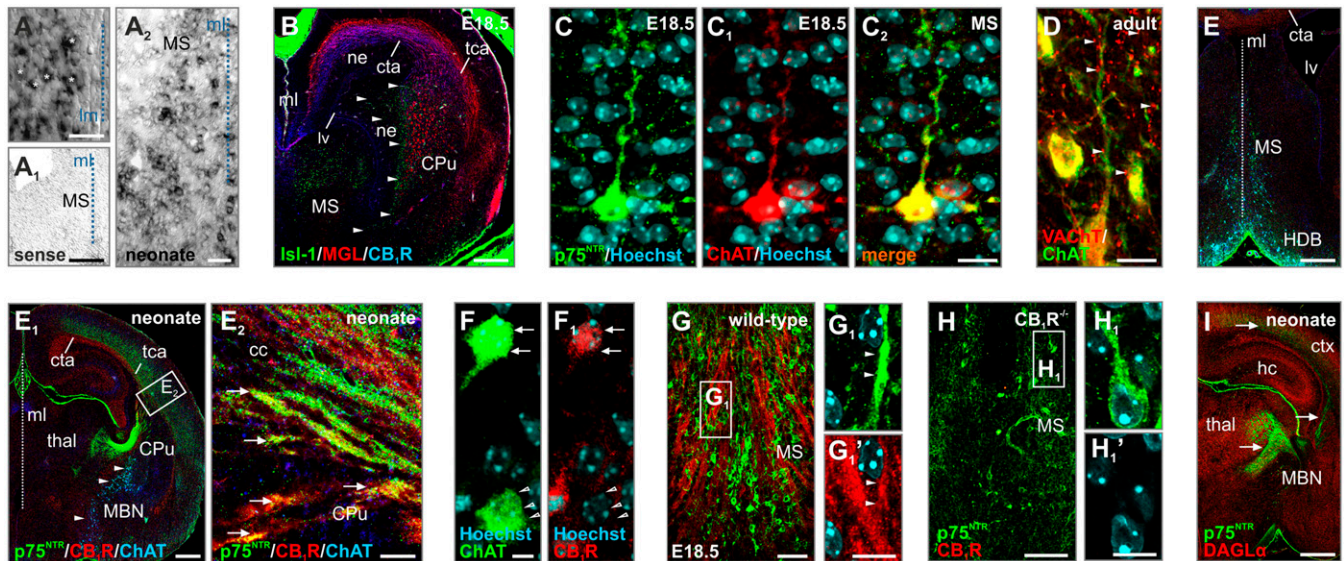 A
*
*
*
*
*
lm
A₁
ml
MS
sense
A₂
MS
ml
neonate
B
E18.5
ne
cta
tca
ml
lv
ne
CPu
MS
Isl-1/MGL/CB₁R
C
E18.5
p75ᴺᵀᴿ/Hoechst
C₁
E18.5
ChAT/Hoechst
C₂
MS
merge
D
adult
VAChT/
ChAT
E
cta
ml
lv
MS
HDB
E₁
neonate
cta
tca
E₂
ml
thal
CPu
MBN
p75ᴺᵀᴿ/CB₁R/ChAT
E₂
neonate
cc
CPu
p75ᴺᵀᴿ/CB₁R/ChAT
F
Hoechst
ChAT
F₁
Hoechst
CB₁R
G
wild-type
G₁
MS
E18.5
G₁
G₁'
H
CB₁R⁻/⁻
H₁
MS
p75ᴺᵀᴿ
CB₁R
H₁
H₁'
I
neonate
ctx
hc
thal
MBN
p75ᴺᵀᴿ
DAGLα